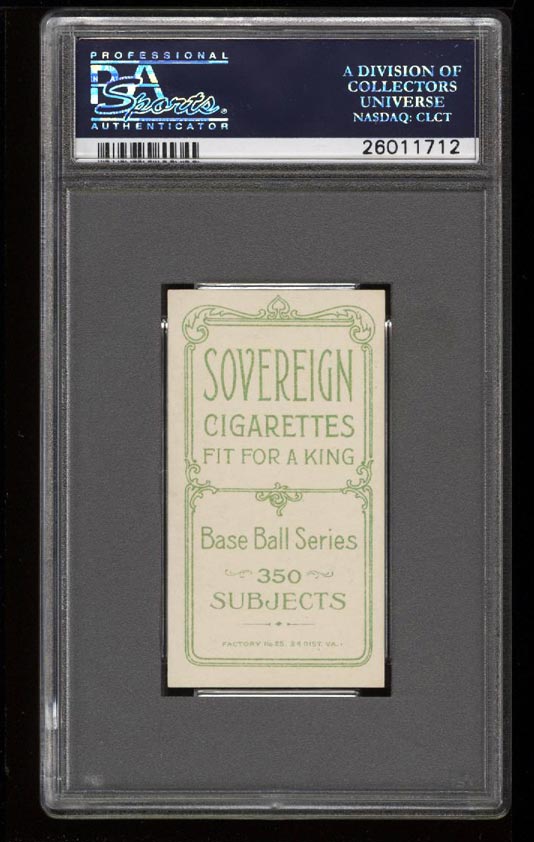 PROFESSIONAL
PSA
Sports.
AUTHENTICATOR
A DIVISION OF
COLLECTORS
UNIVERSE
NASDAQ: CLCT
26011712
SOVEREIGN
CIGARETTES
FIT FOR A KING
Base Ball Series
350
SUBJECTS
FACTORY No 25, 2d DIST. VA.